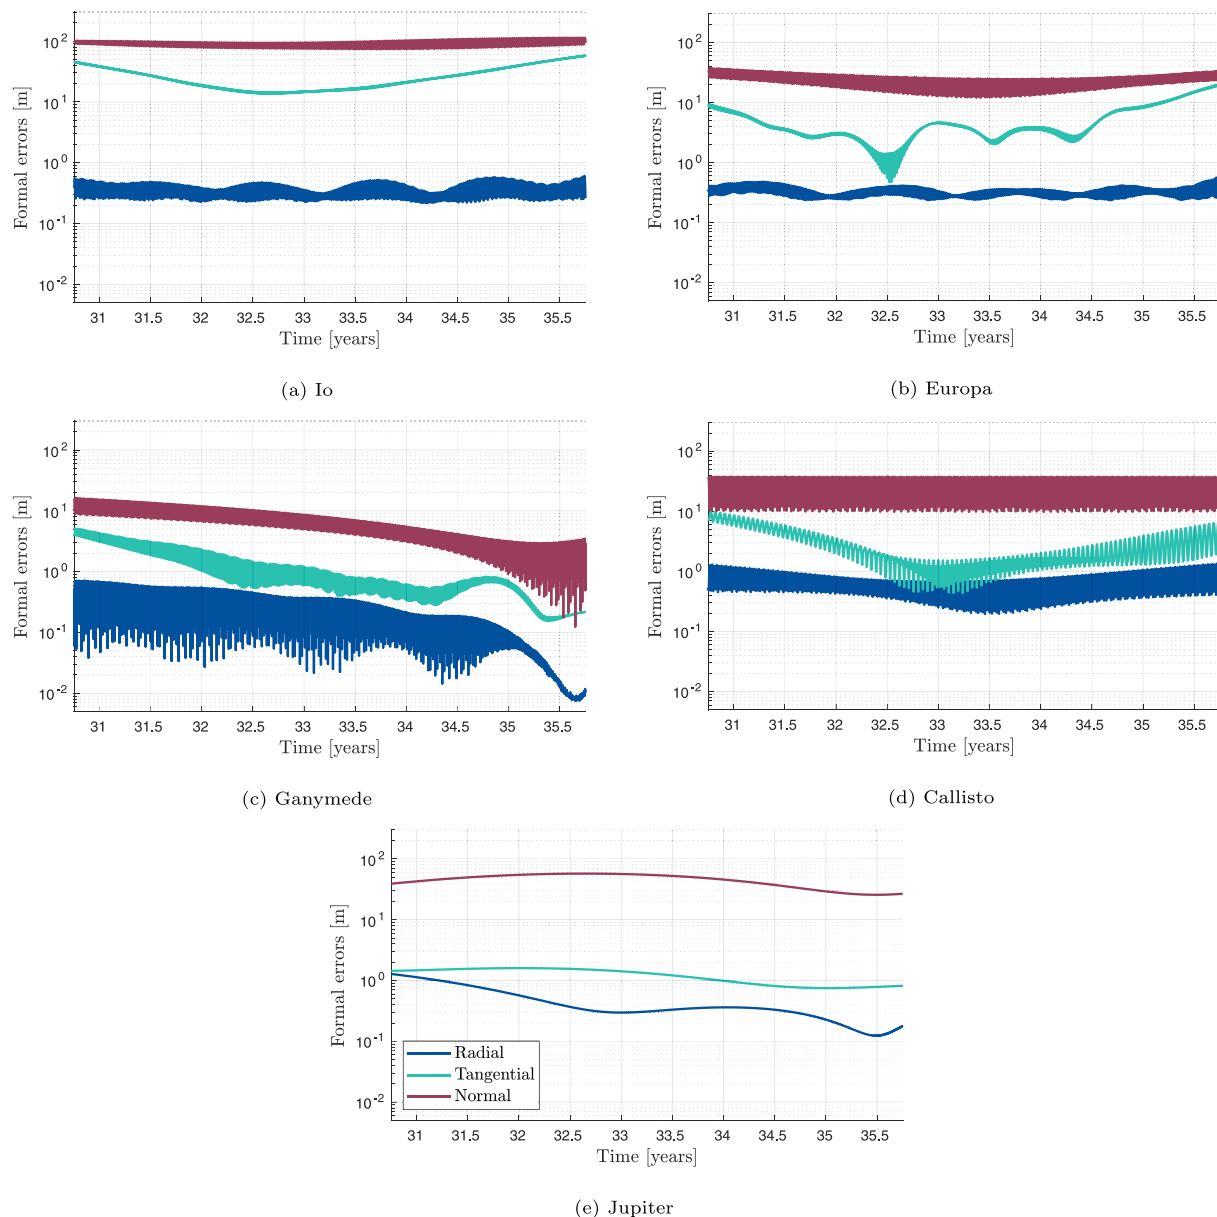 10^2
10^1
10^0
10^-1
10^-2
Formal errors [m]
31 31.5 32 32.5 33 33.5 34 34.5 35 35.5
Time [years]
(a) Io
10^2
10^1
10^0
10^-1
10^-2
Formal errors [m]
31 31.5 32 32.5 33 33.5 34 34.5 35 35.5
Time [years]
(b) Europa
10^2
10^1
10^0
10^-1
10^-2
Formal errors [m]
31 31.5 32 32.5 33 33.5 34 34.5 35 35.5
Time [years]
(c) Ganymede
10^2
10^1
10^0
10^-1
10^-2
Formal errors [m]
31 31.5 32 32.5 33 33.5 34 34.5 35 35.5
Time [years]
(d) Callisto
10^2
10^1
10^0
10^-1
10^-2
Formal errors [m]
Radial
Tangential
Normal
31 31.5 32 32.5 33 33.5 34 34.5 35 35.5
Time [years]
(e) Jupiter